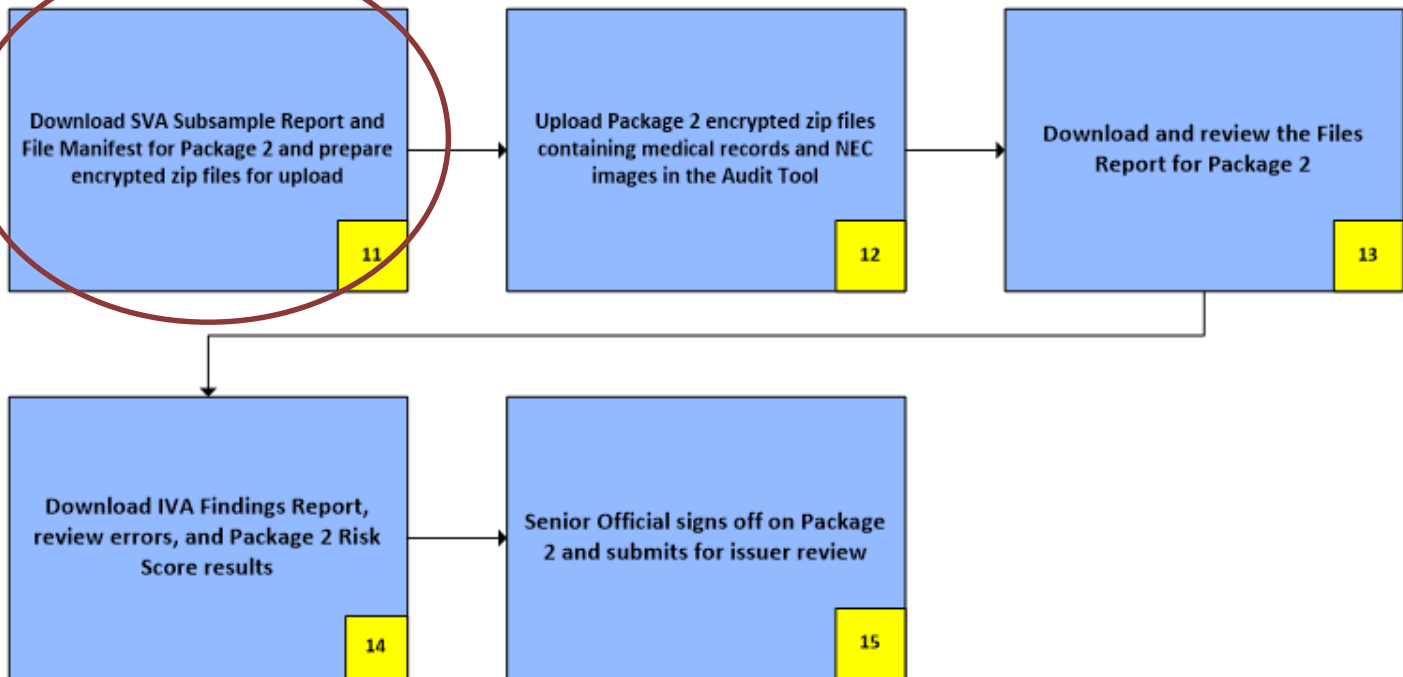 Download SVA Subsample Report and
File Manifest for Package 2 and prepare
encrypted zip files for upload
11
Upload Package 2 encrypted zip files
containing medical records and NEC
images in the Audit Tool
12
Download and review the Files
Report for Package 2
13
Download IVA Findings Report,
review errors, and Package 2 Risk
Score results
14
Senior Official signs off on Package
2 and submits for issuer review
15